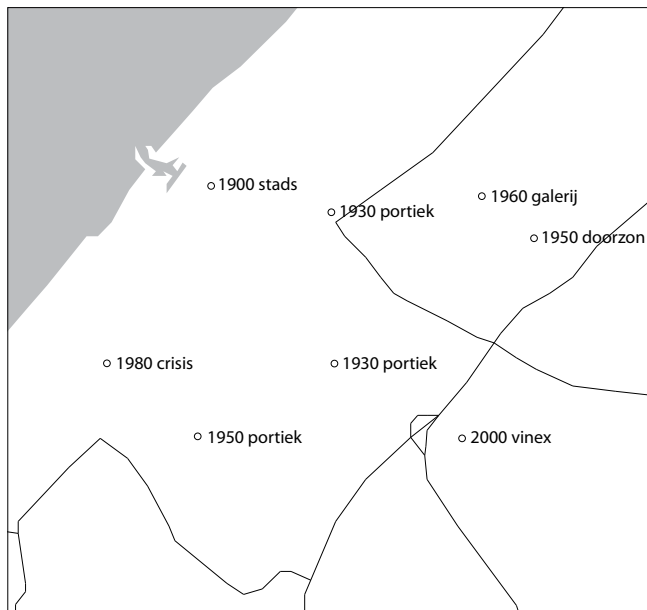 1900 stads
1960 galerij
1930 portiek
1950 doorzon
1980 crisis
1930 portiek
1950 portiek
2000 vinex